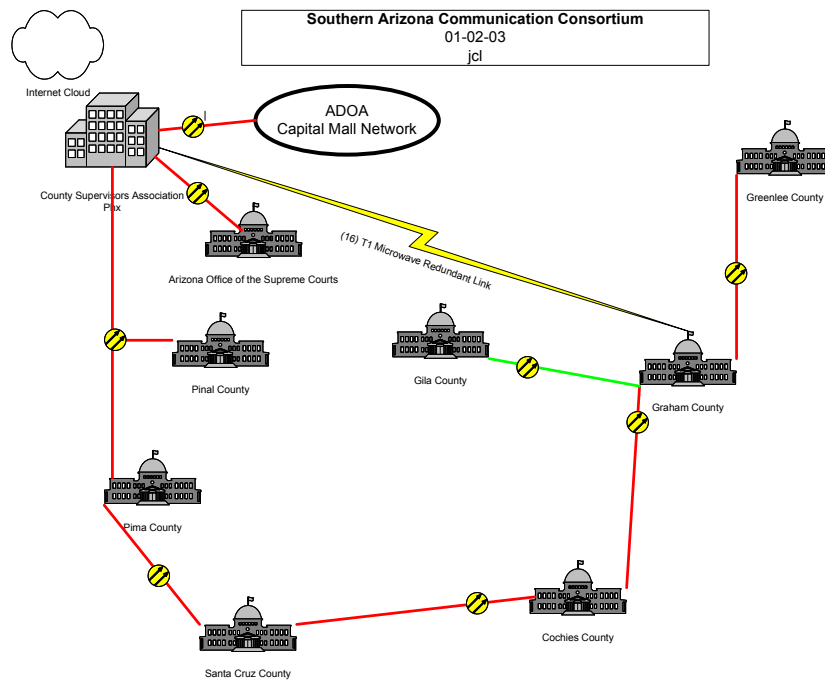 Southern Arizona Communication Consortium
01-02-03
jcl
Internet Cloud
ADOA
Capital Mall Network
County Supervisors Association
Phx
Greenlee County
Arizona Office of the Supreme Courts
(16) T1 Microwave Redundant Link
Pinal County
Gila County
Graham County
Pima County
Cochies County
Santa Cruz County